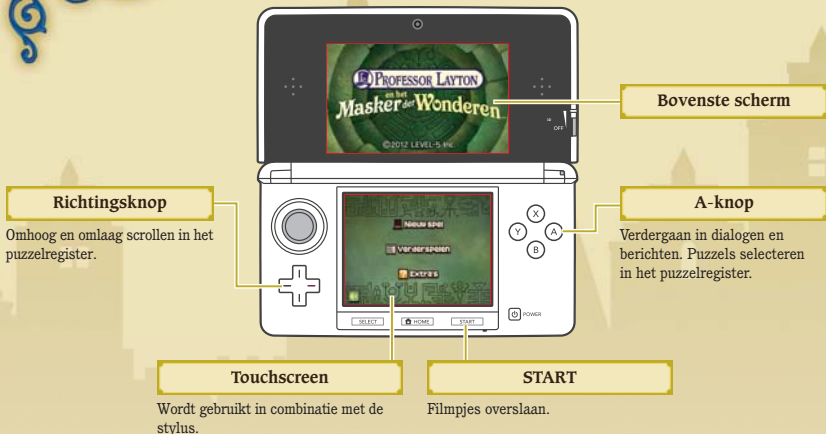 PROFESSOR LAYTON
en het
Masker der Wonderen
©2012 LEVEL-5 Inc.
Bovenste scherm
OFF
Richtingsknop
Omhoog en omlaag scrollen in het
puzzelregister.
Nieuw spel
Verder spelen
Extra's
X
Y
A
B
A-knop
Verdergaan in dialogen en
berichten. Puzzels selecteren
in het puzzelregister.
SELECT
HOME
START
POWER
Touchscreen
Wordt gebruikt in combinatie met de
stylus.
START
Filmpjes overslaan.